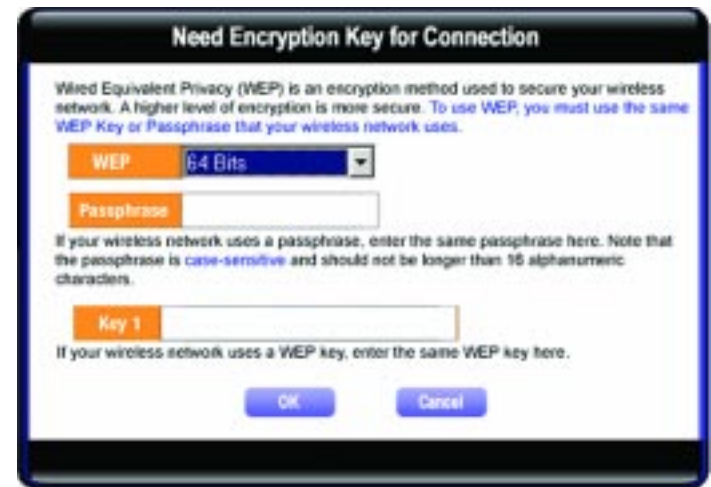 Need Encryption Key for Connection
Wired Equivalent Privacy (WEP) is an encryption method used to secure your wireless
network. A higher level of encryption is more secure. To use WEP, you must use the same
WEP Key or Passphrase that your wireless network uses.
WEP 64 Bits
Passphrase
If your wireless network uses a passphrase, enter the same passphrase here. Note that
the passphrase is case-sensitive and should not be longer than 16 alphanumeric
characters.
Key 1
If your wireless network uses a WEP key, enter the same WEP key here.
OK Cancel